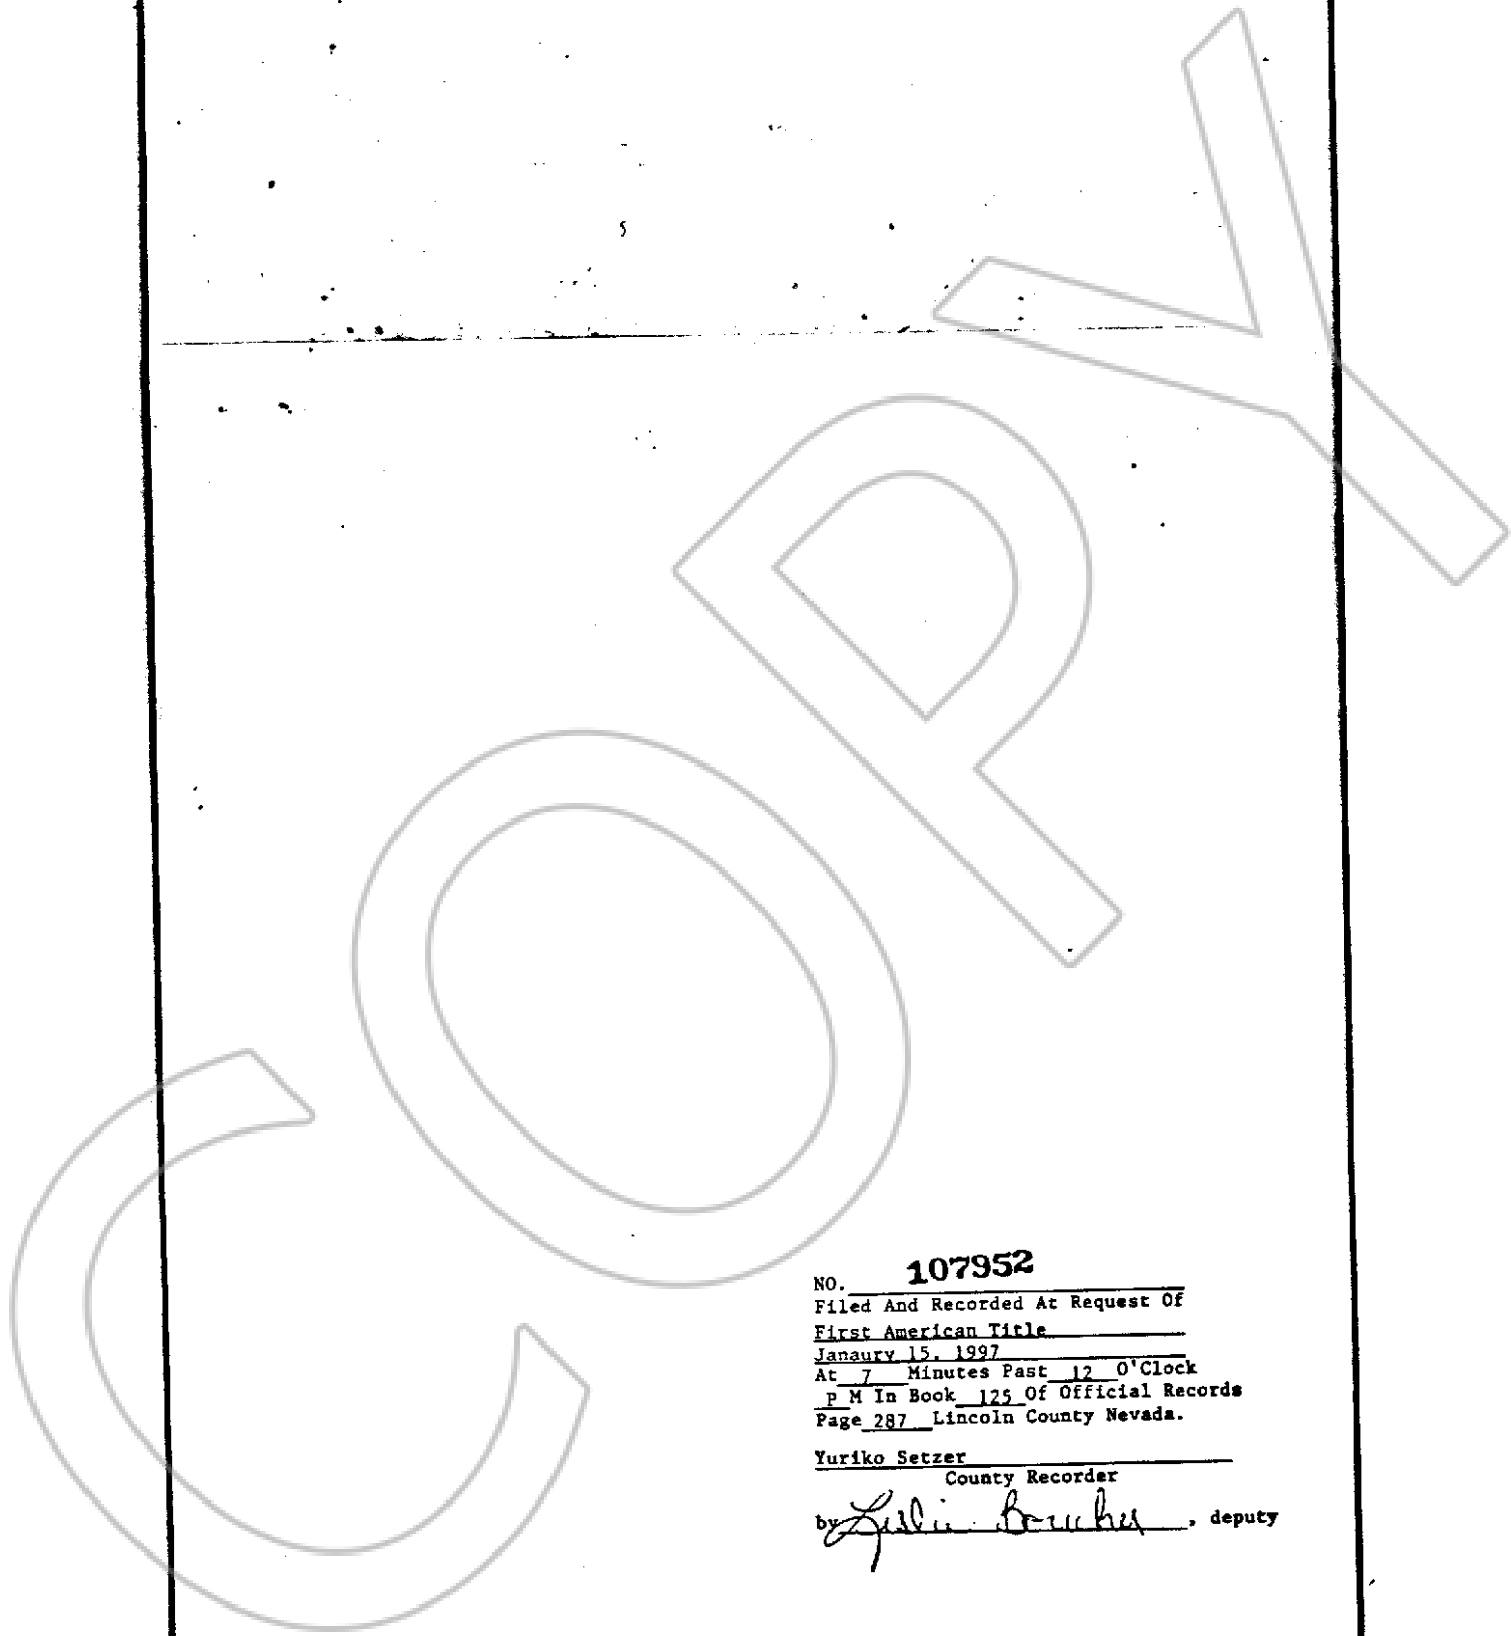 COPY
NO. 107952
Filed And Recorded At Request Of
First American Title
Janaury 15, 1997
At 7 Minutes Past 12 O'Clock
P M In Book 125 Of Official Records
Page 287 Lincoln County Nevada.
Yuriko Setzer
County Recorder
by Leslie Boucher, deputy